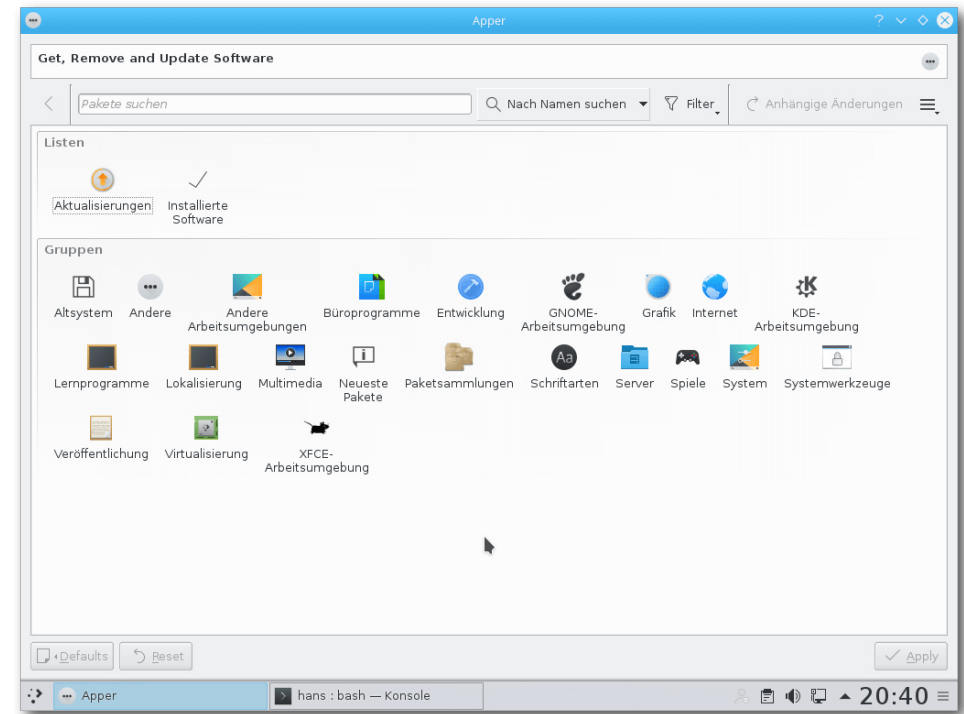 Apper
Get, Remove and Update Software
Pakete suchen
Nach Namen suchen
Filter
Anhängige Änderungen
Listen
Aktualisierungen
Installierte
Software
Gruppen
Altsystem
Andere
Andere
Arbeitsumgebungen
Büroprogramme
Entwicklung
GNOME-
Arbeitsumgebung
Grafik
Internet
KDE-
Arbeitsumgebung
Lernprogramme
Lokalisierung
Multimedia
Neueste
Pakete
Paketsammlungen
Aa
Schriftarten
Server
Spiele
System
Systemwerkzeuge
Veröffentlichung
Virtualisierung
XFCE-
Arbeitsumgebung
Defaults
Reset
Apply
Apper
hans : bash — Konsole
20:40